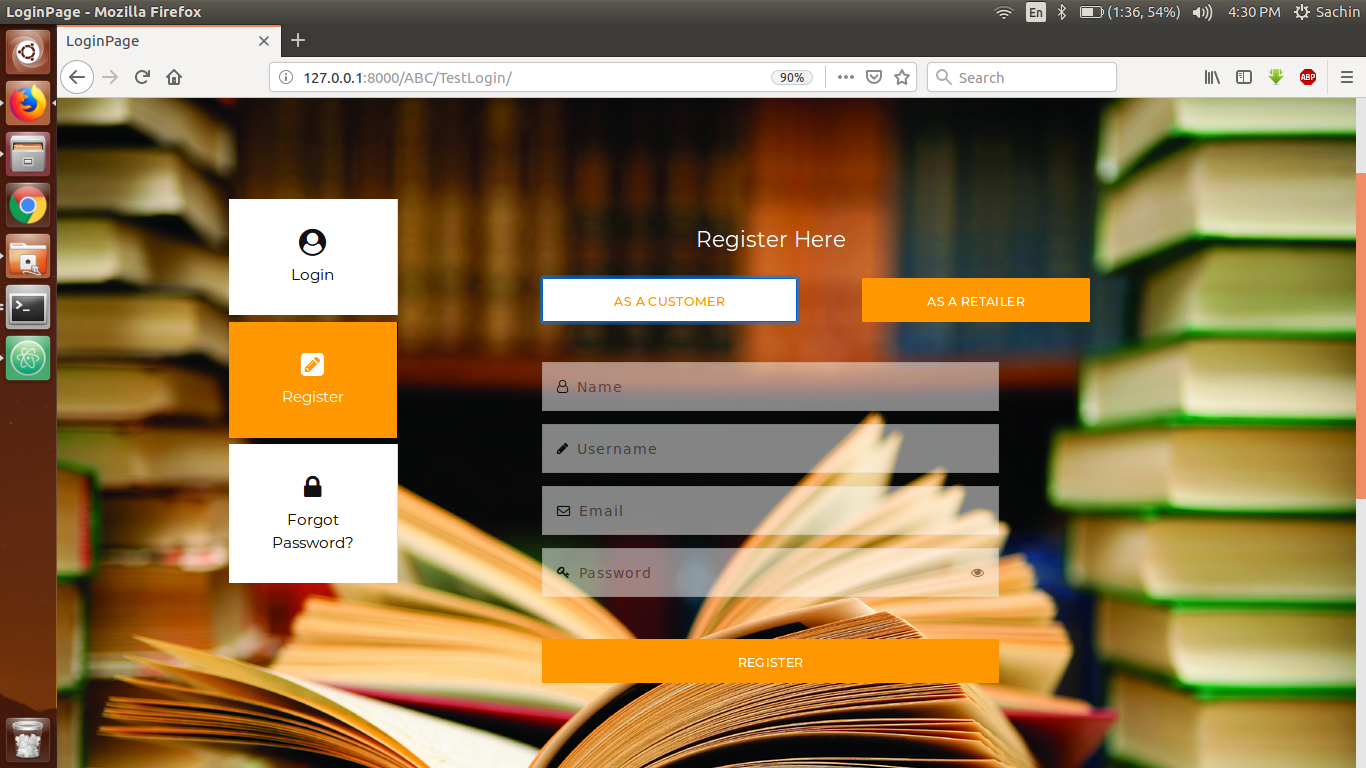 LoginPage - Mozilla Firefox
En
(1:36, 54%)
4:30 PM
Sachin
LoginPage
127.0.0.1:8000/ABC/TestLogin/
90%
Search
ABP
Login
Register
Forgot
Password?
Register Here
AS A CUSTOMER
AS A RETAILER
Name
Username
Email
Password
REGISTER